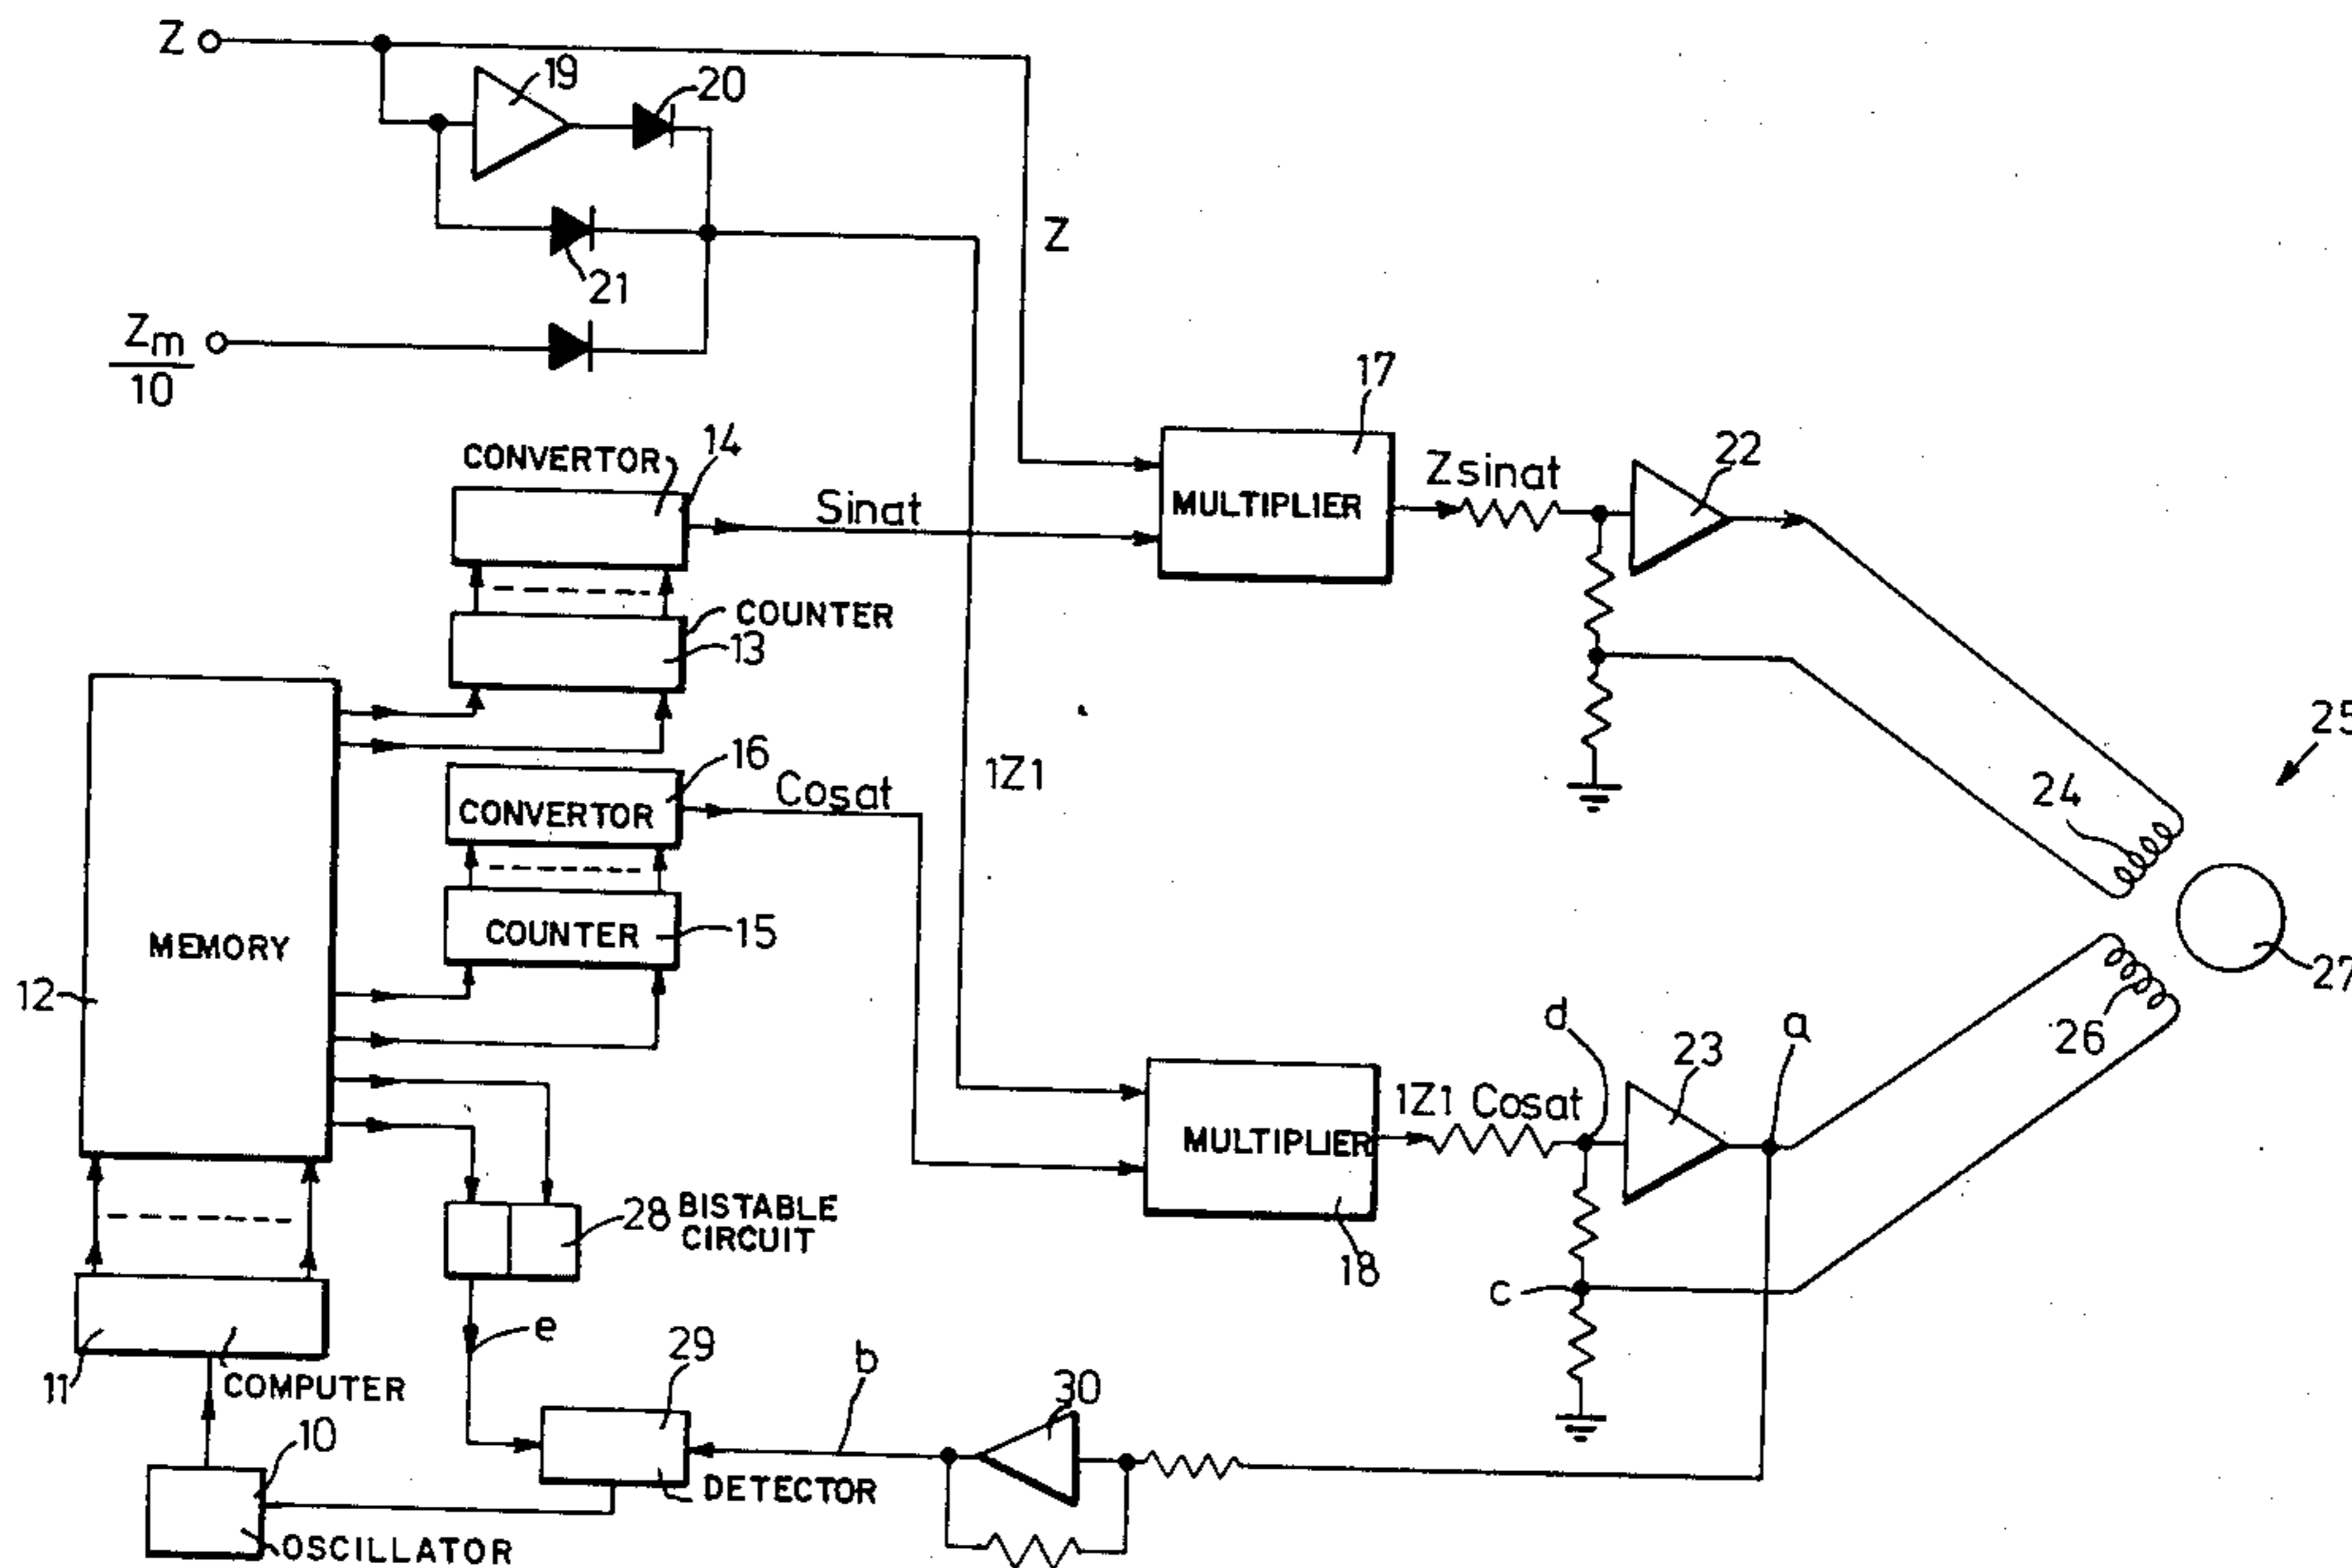 Z
19
20
21
Z
Zm
10
17
CONVERTOR
14
Sinat
MULTIPLIER
Zsinat
22
COUNTER
13
16
CONVERTOR
Cosat
1Z1
24
25
27
26
COUNTER
15
MEMORY
12
d
a
23
1Z1 Cosat
MULTIPLIER
18
c
28
BISTABLE
CIRCUIT
e
29
b
30
11
COMPUTER
10
DETECTOR
OSCILLATOR